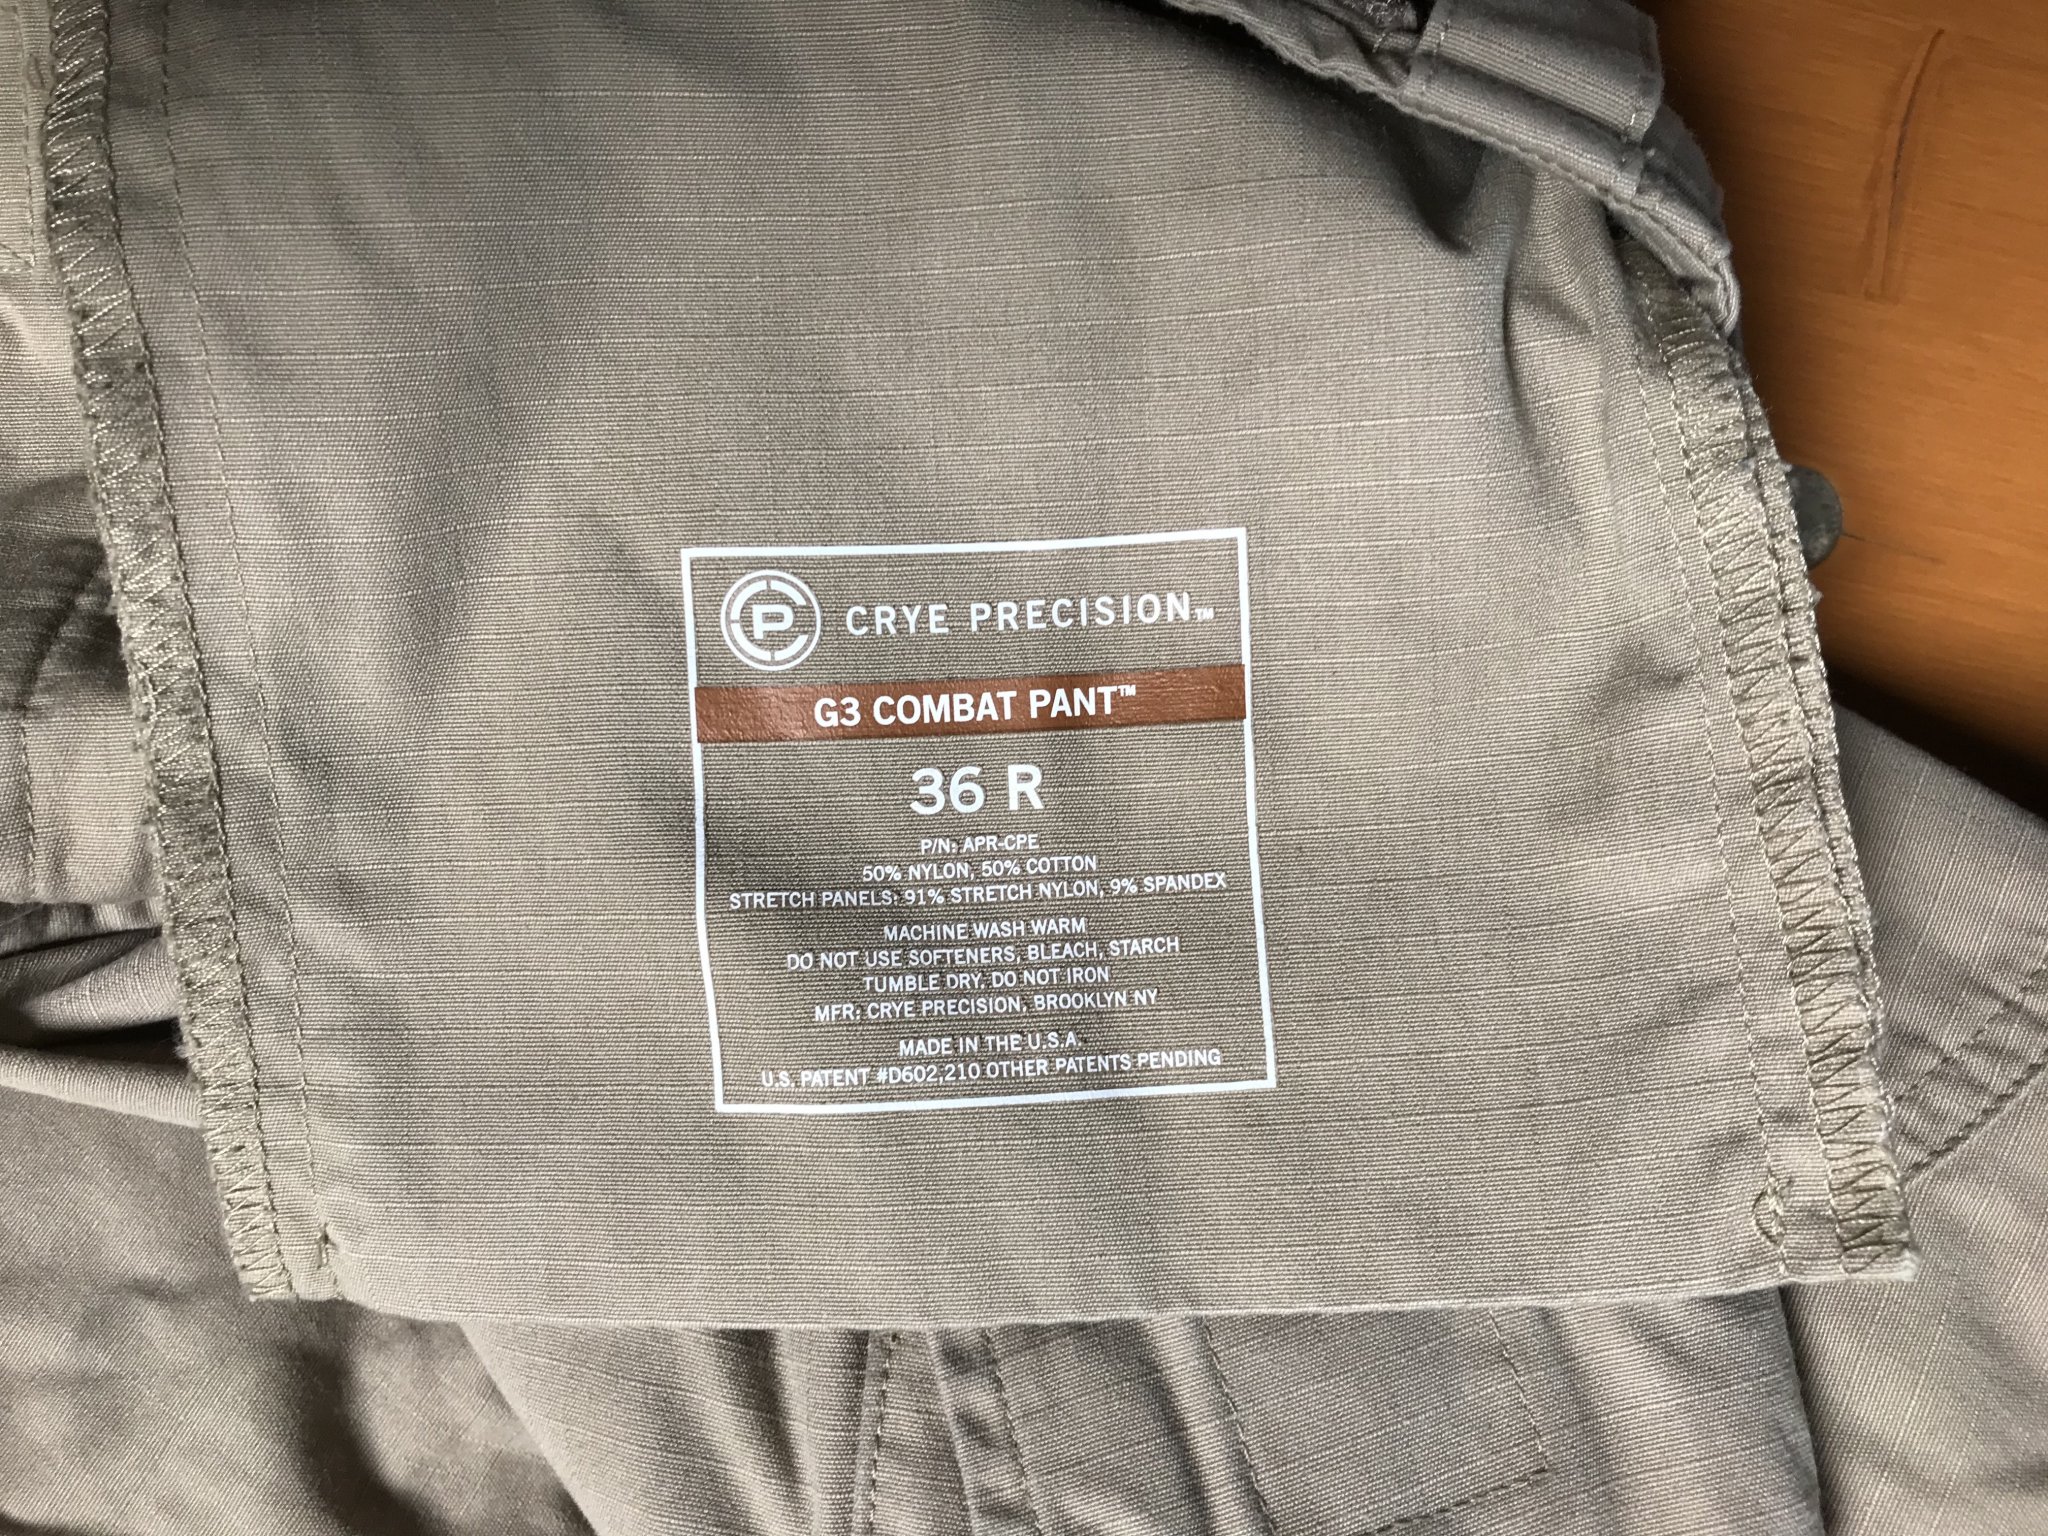 CP CRYE PRECISION™
G3 COMBAT PANT™
36 R
P/N: APR-CPE
50% NYLON, 50% COTTON
STRETCH PANELS: 91% STRETCH NYLON, 9% SPANDEX
MACHINE WASH WARM
DO NOT USE SOFTENERS, BLEACH, STARCH
TUMBLE DRY, DO NOT IRON
MFR: CRYE PRECISION, BROOKLYN NY
MADE IN THE U.S.A.
U.S. PATENT #D602,210 OTHER PATENTS PENDING